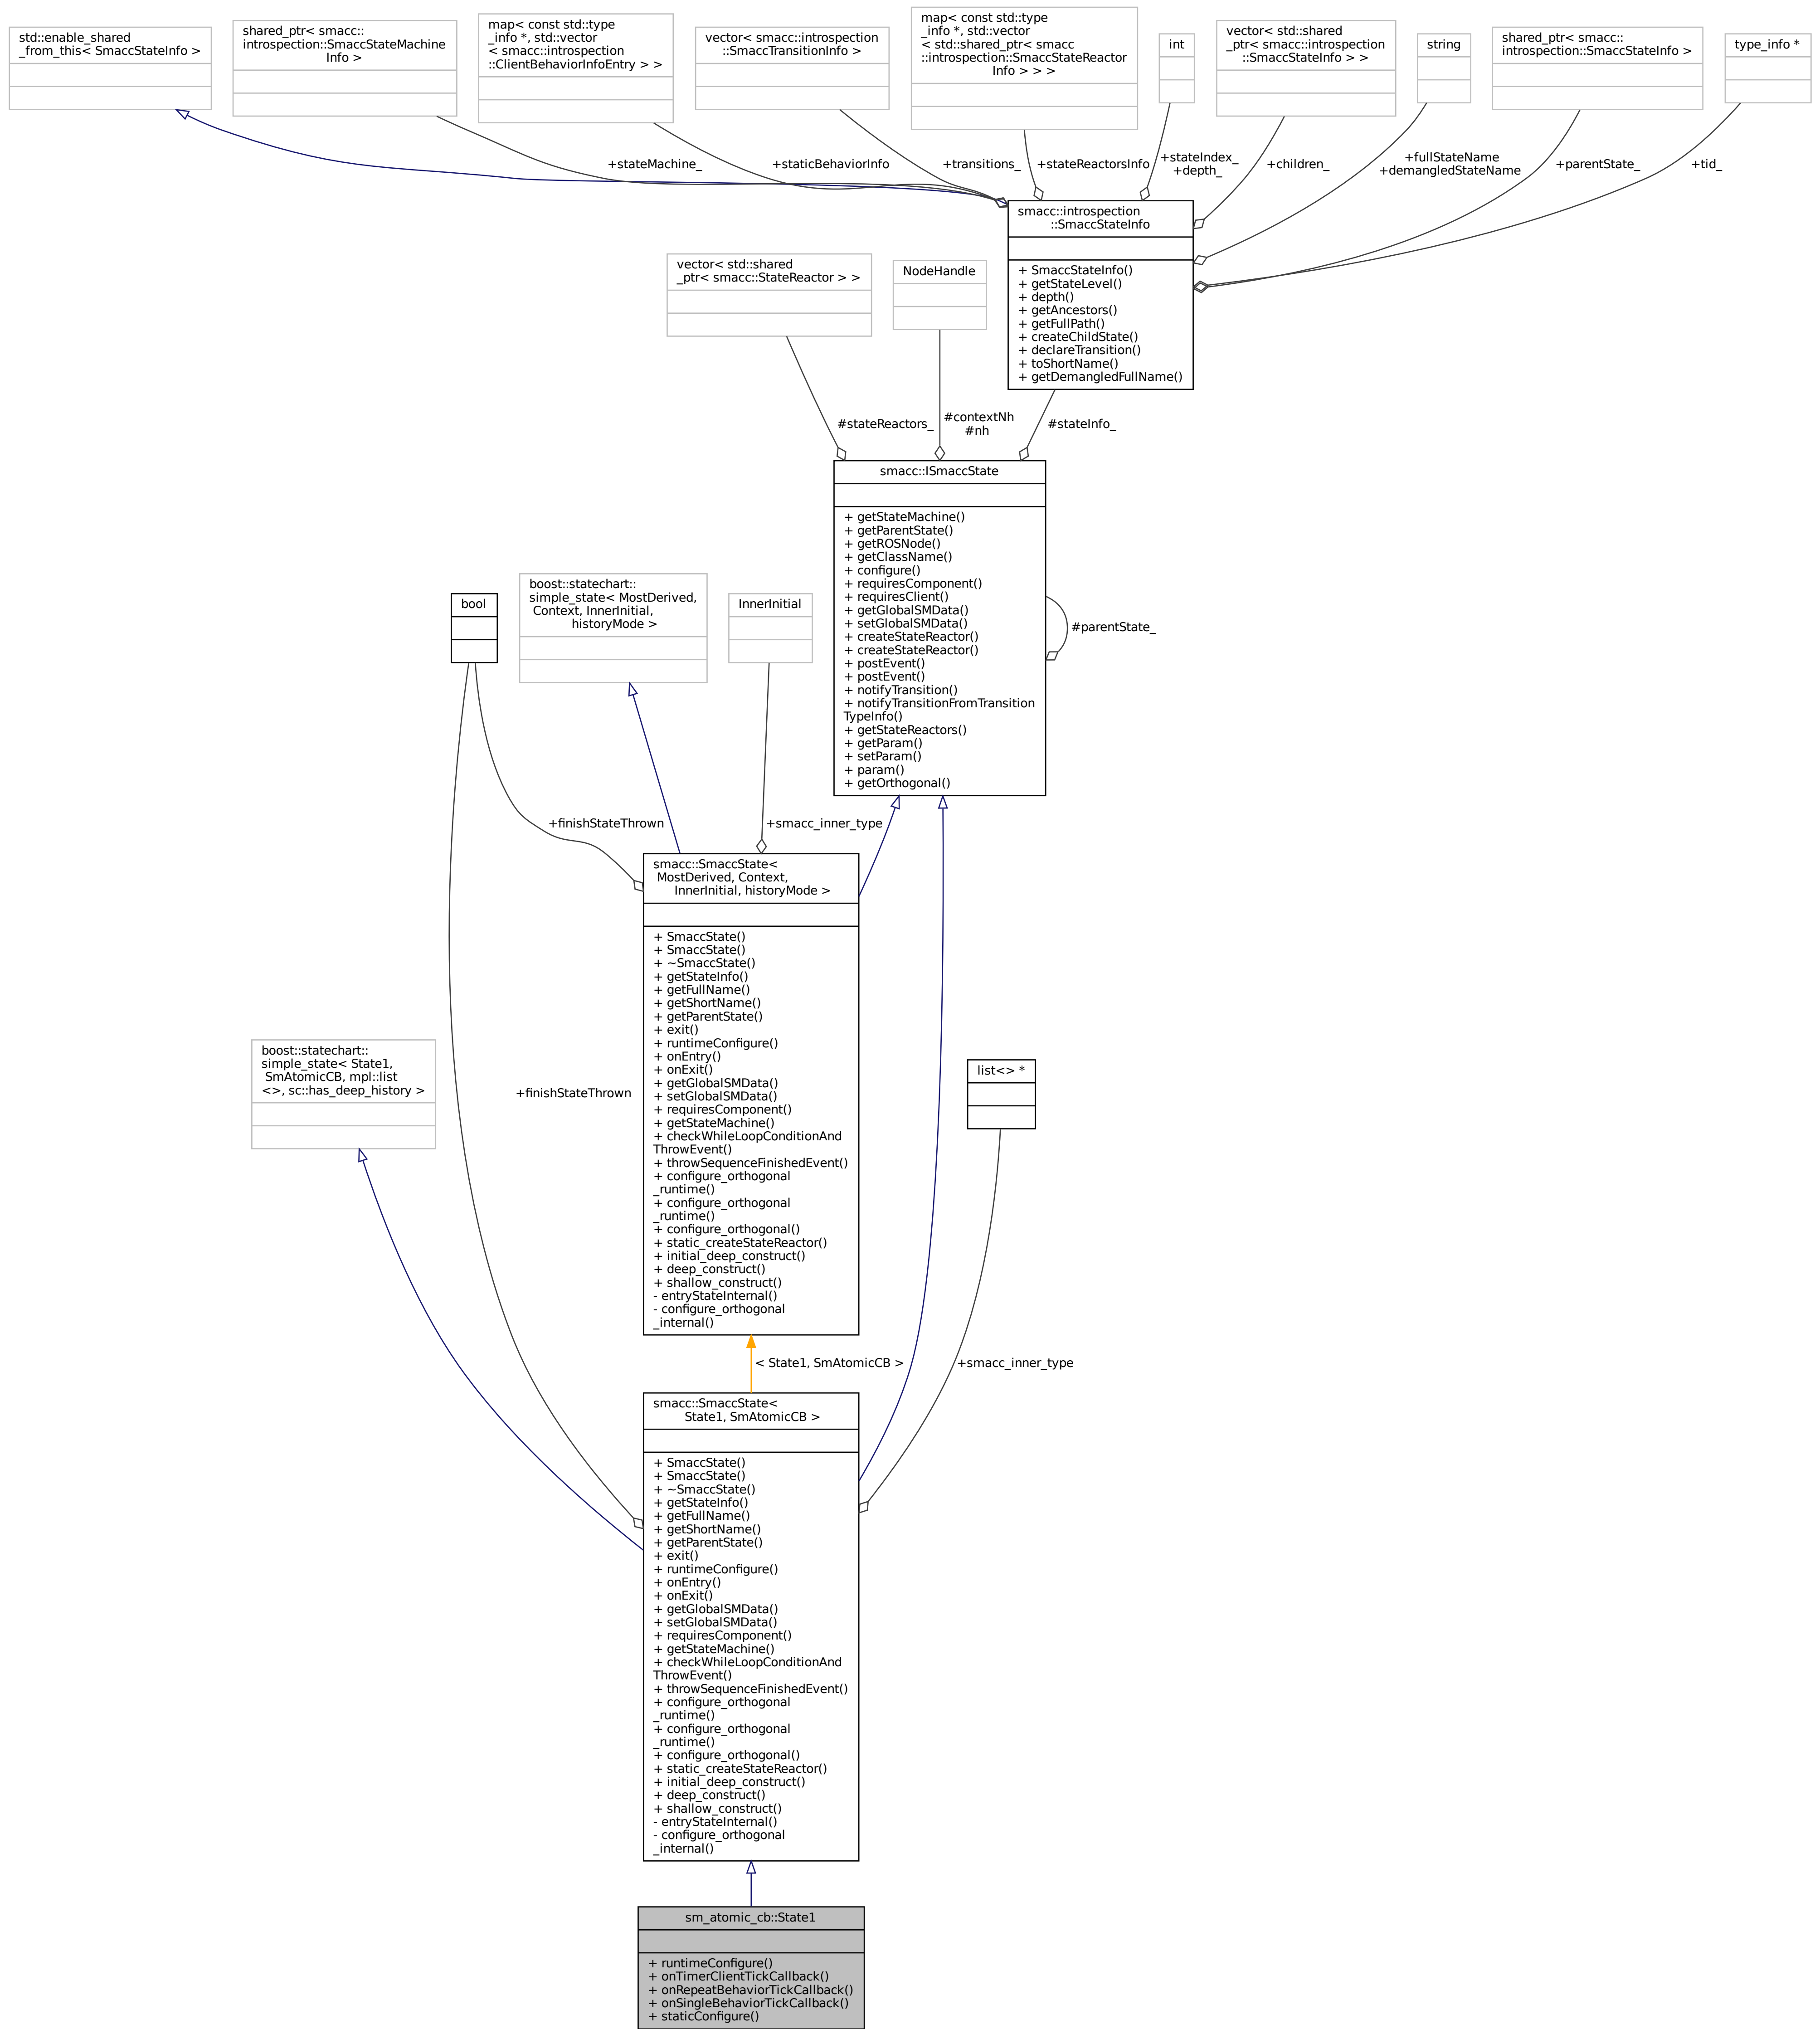 std::enable_shared
_from_this< SmaccStateInfo >
shared_ptr< smacc::
introspection::SmaccStateMachine
Info >
map< const std::type
_info *, std::vector
< smacc::introspection
::ClientBehaviorInfoEntry > >
vector< smacc::introspection
::SmaccTransitionInfo >
map< const std::type
_info *, std::vector
< std::shared_ptr< smacc
::introspection::SmaccStateReactor
Info > > >
int
vector< std::shared
_ptr< smacc::introspection
::SmaccStateInfo > >
string
shared_ptr< smacc::
introspection::SmaccStateInfo >
type_info *
+stateMachine_
+staticBehaviorInfo
+transitions_
+stateReactorsInfo
+stateIndex_
+depth_
+children_
+fullStateName
+demangledStateName
+parentState_
+tid_
smacc::introspection
::SmaccStateInfo
+ SmaccStateInfo()
+ getStateLevel()
+ depth()
+ getAncestors()
+ getFullPath()
+ createChildState()
+ declareTransition()
+ toShortName()
+ getDemangledFullName()
vector< std::shared
_ptr< smacc::StateReactor > >
NodeHandle
#stateReactors_
#contextNh
#nh
#stateInfo_
smacc::ISmaccState
+ getStateMachine()
+ getParentState()
+ getROSNode()
+ getClassName()
+ configure()
+ requiresComponent()
+ requiresClient()
+ getGlobalSMData()
+ setGlobalSMData()
+ createStateReactor()
+ createStateReactor()
+ postEvent()
+ postEvent()
+ notifyTransition()
+ notifyTransitionFromTransition
TypeInfo()
+ getStateReactors()
+ getParam()
+ setParam()
+ param()
+ getOrthogonal()
#parentState_
bool
boost::statechart::
simple_state< MostDerived,
Context, InnerInitial,
historyMode >
InnerInitial
+finishStateThrown
+smacc_inner_type
smacc::SmaccState<
MostDerived, Context,
InnerInitial, historyMode >
+ SmaccState()
+ SmaccState()
+ ~SmaccState()
+ getStateInfo()
+ getFullName()
+ getShortName()
+ getParentState()
+ exit()
+ runtimeConfigure()
+ onEntry()
+ onExit()
+ getGlobalSMData()
+ setGlobalSMData()
+ requiresComponent()
+ getStateMachine()
+ checkWhileLoopConditionAnd
ThrowEvent()
+ throwSequenceFinishedEvent()
+ configure_orthogonal
_runtime()
+ configure_orthogonal
_runtime()
+ configure_orthogonal()
+ static_createStateReactor()
+ initial_deep_construct()
+ deep_construct()
+ shallow_construct()
- entryStateInternal()
- configure_orthogonal
_internal()
boost::statechart::
simple_state< State1,
SmAtomicCB, mpl::list
<>, sc::has_deep_history >
+finishStateThrown
list<> *
< State1, SmAtomicCB >
+smacc_inner_type
smacc::SmaccState<
State1, SmAtomicCB >
+ SmaccState()
+ SmaccState()
+ ~SmaccState()
+ getStateInfo()
+ getFullName()
+ getShortName()
+ getParentState()
+ exit()
+ runtimeConfigure()
+ onEntry()
+ onExit()
+ getGlobalSMData()
+ setGlobalSMData()
+ requiresComponent()
+ getStateMachine()
+ checkWhileLoopConditionAnd
ThrowEvent()
+ throwSequenceFinishedEvent()
+ configure_orthogonal
_runtime()
+ configure_orthogonal
_runtime()
+ configure_orthogonal()
+ static_createStateReactor()
+ initial_deep_construct()
+ deep_construct()
+ shallow_construct()
- entryStateInternal()
- configure_orthogonal
_internal()
sm_atomic_cb::State1
+ runtimeConfigure()
+ onTimerClientTickCallback()
+ onRepeatBehaviorTickCallback()
+ onSingleBehaviorTickCallback()
+ staticConfigure()